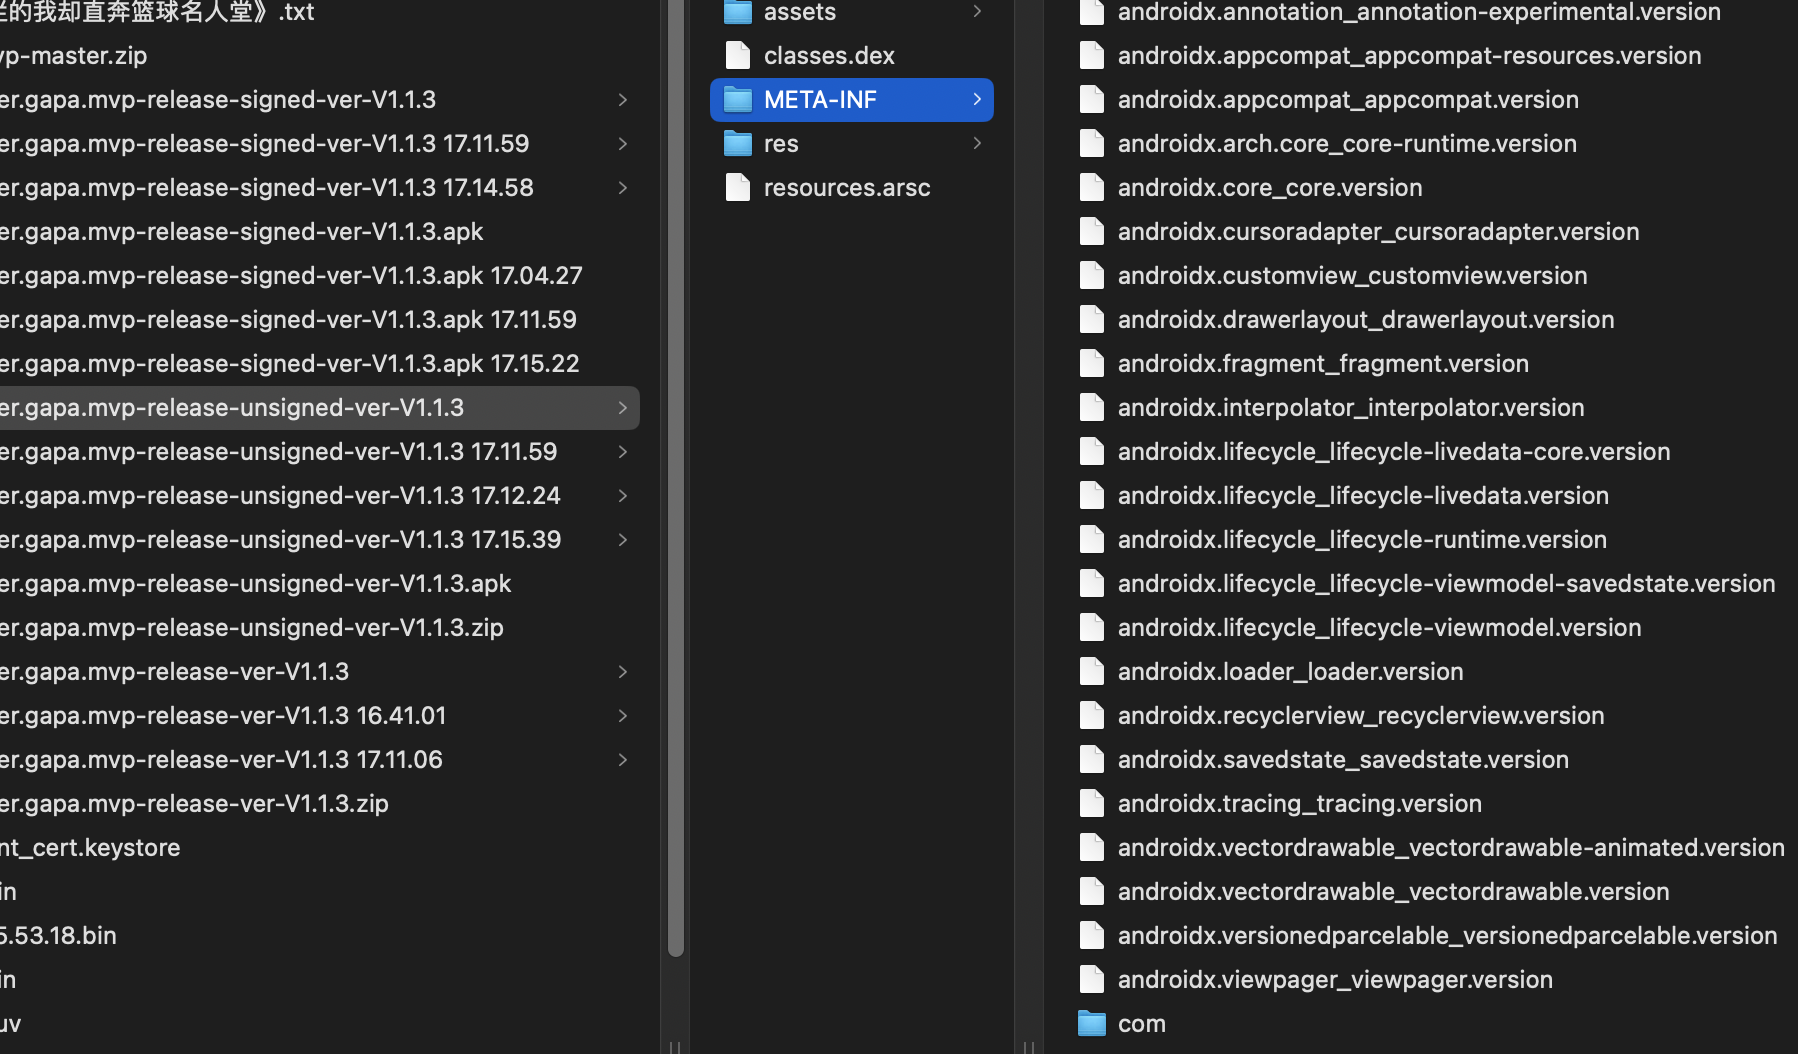 的我却直奔篮球名人堂》.txt
vp-master.zip
er.gapa.mvp-release-signed-ver-V1.1.3
er.gapa.mvp-release-signed-ver-V1.1.3 17.11.59
er.gapa.mvp-release-signed-ver-V1.1.3 17.14.58
er.gapa.mvp-release-signed-ver-V1.1.3.apk
er.gapa.mvp-release-signed-ver-V1.1.3.apk 17.04.27
er.gapa.mvp-release-signed-ver-V1.1.3.apk 17.11.59
er.gapa.mvp-release-signed-ver-V1.1.3.apk 17.15.22
er.gapa.mvp-release-unsigned-ver-V1.1.3
er.gapa.mvp-release-unsigned-ver-V1.1.3 17.11.59
er.gapa.mvp-release-unsigned-ver-V1.1.3 17.12.24
er.gapa.mvp-release-unsigned-ver-V1.1.3 17.15.39
er.gapa.mvp-release-unsigned-ver-V1.1.3.apk
er.gapa.mvp-release-unsigned-ver-V1.1.3.zip
er.gapa.mvp-release-ver-V1.1.3
er.gapa.mvp-release-ver-V1.1.3 16.41.01
er.gapa.mvp-release-ver-V1.1.3 17.11.06
er.gapa.mvp-release-ver-V1.1.3.zip
nt_cert.keystore
in
5.53.18.bin
in
uv
assets
classes.dex
META-INF
res
resources.arsc
androidx.annotation_annotation-experimental.version
androidx.appcompat_appcompat-resources.version
androidx.appcompat_appcompat.version
androidx.arch.core_core-runtime.version
androidx.core_core.version
androidx.cursoradapter_cursoradapter.version
androidx.customview_customview.version
androidx.drawerlayout_drawerlayout.version
androidx.fragment_fragment.version
androidx.interpolator_interpolator.version
androidx.lifecycle_lifecycle-livedata-core.version
androidx.lifecycle_lifecycle-livedata.version
androidx.lifecycle_lifecycle-runtime.version
androidx.lifecycle_lifecycle-viewmodel-savedstate.version
androidx.lifecycle_lifecycle-viewmodel.version
androidx.loader_loader.version
androidx.recyclerview_recyclerview.version
androidx.savedstate_savedstate.version
androidx.tracing_tracing.version
androidx.vectordrawable_vectordrawable-animated.version
androidx.vectordrawable_vectordrawable.version
androidx.versionedparcelable_versionedparcelable.version
androidx.viewpager_viewpager.version
com